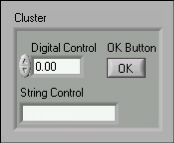 Cluster
Digital Control OK Button
0.00 OK
String Control